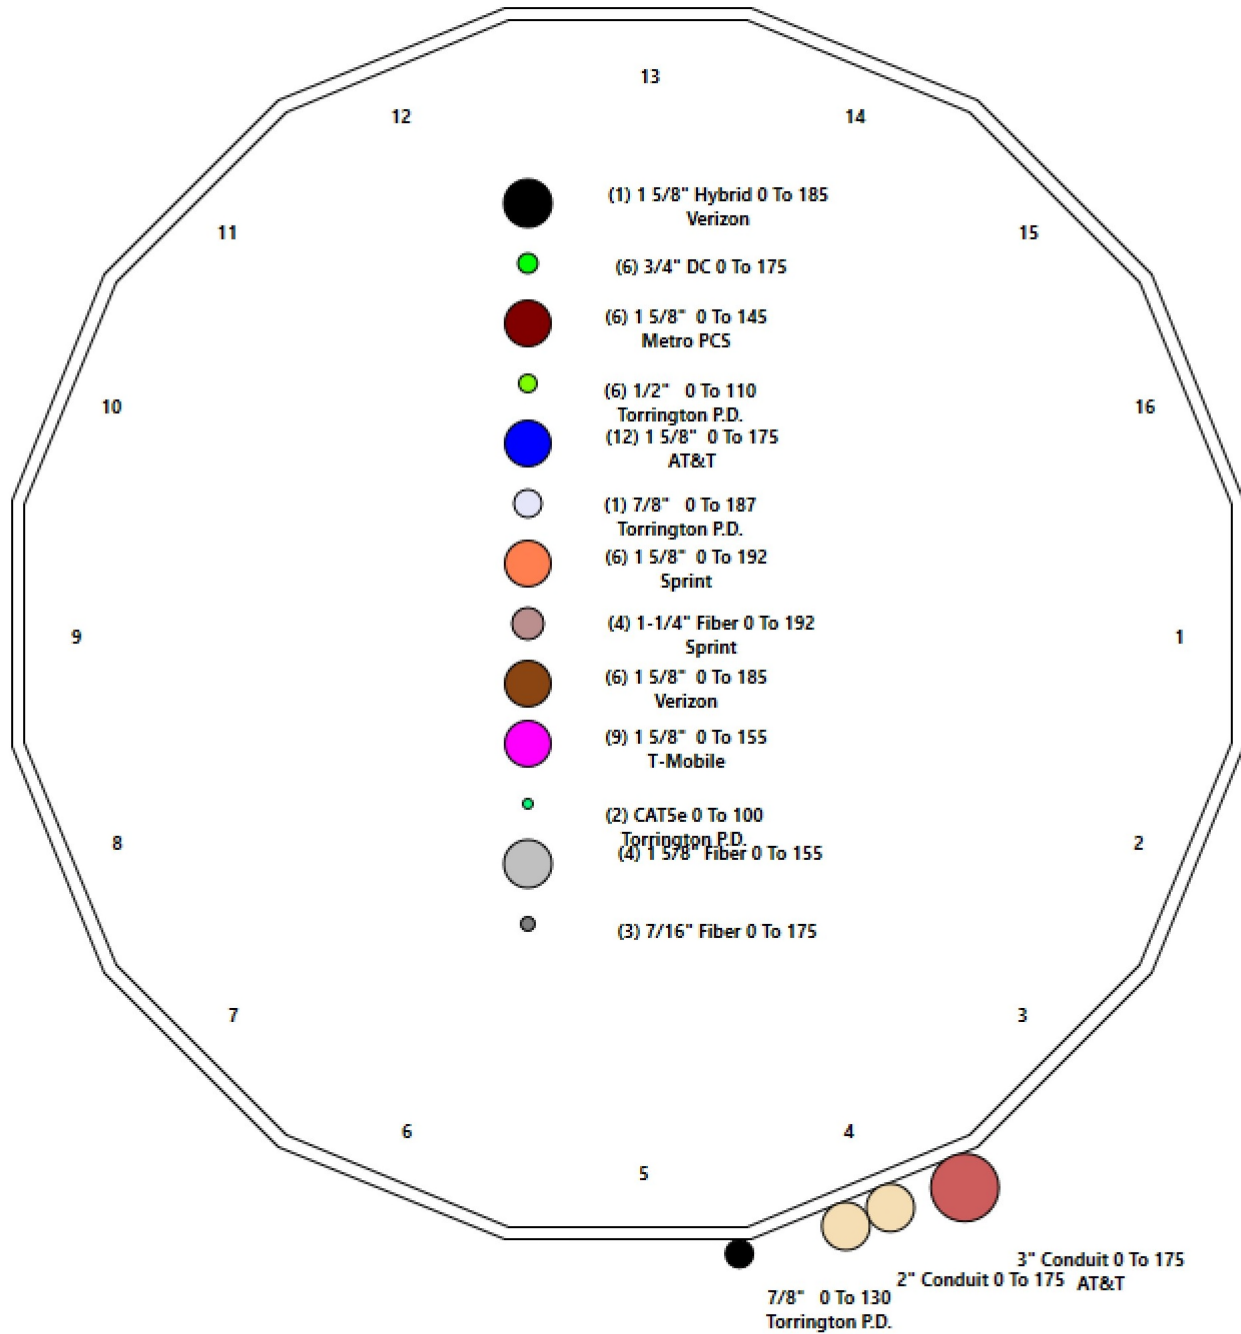 13
12
14
(1) 1 5/8" Hybrid 0 To 185
Verizon
11
15
(6) 3/4" DC 0 To 175
(6) 1 5/8" 0 To 145
Metro PCS
(6) 1/2" 0 To 110
10
16
Torrington P.D.
(12) 1 5/8" 0 To 175
AT&T
(1) 7/8" 0 To 187
Torrington P.D.
(6) 1 5/8" 0 To 192
Sprint
(4) 1-1/4" Fiber 0 To 192
9
1
Sprint
(6) 1 5/8" 0 To 185
Verizon
(9) 1 5/8" 0 To 155
T-Mobile
(2) CAT5e 0 To 100
Torrington P.D.
8
2
(4) 1 5/8" Fiber 0 To 155
(3) 7/16" Fiber 0 To 175
7
3
6
4
5
3" Conduit 0 To 175
AT&T
2" Conduit 0 To 175
7/8" 0 To 130
Torrington P.D.